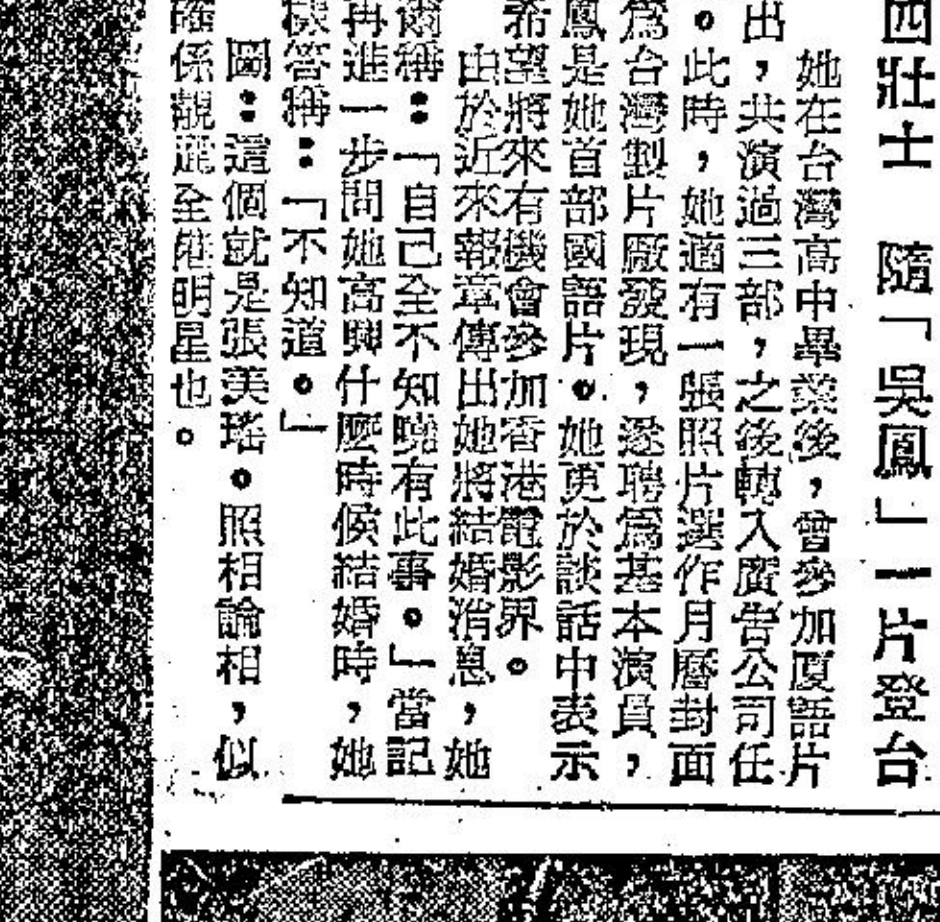 四壯士 隨「吳鳳」一片登台
她在台灣高中畢業後，曾參加厦語片
出，共演過三部，之後轉入廣告公司任
。此時，她適有一張照片選作月曆封面
爲台灣製片廠發現，遂聘爲基本演員，
鳳是她首部國語片。她更於談話中表示
希望將來有機會參加香港電影界。
由於近來報章傳出她將結婚消息，她
稱：「自己全不知曉有此事。」當記
再進一步問她高興什麼時候結婚時，她
樣答稱：「不知道。」
圖：這個就是張美瑤。照相論相，似
係靚麗全港明星也。